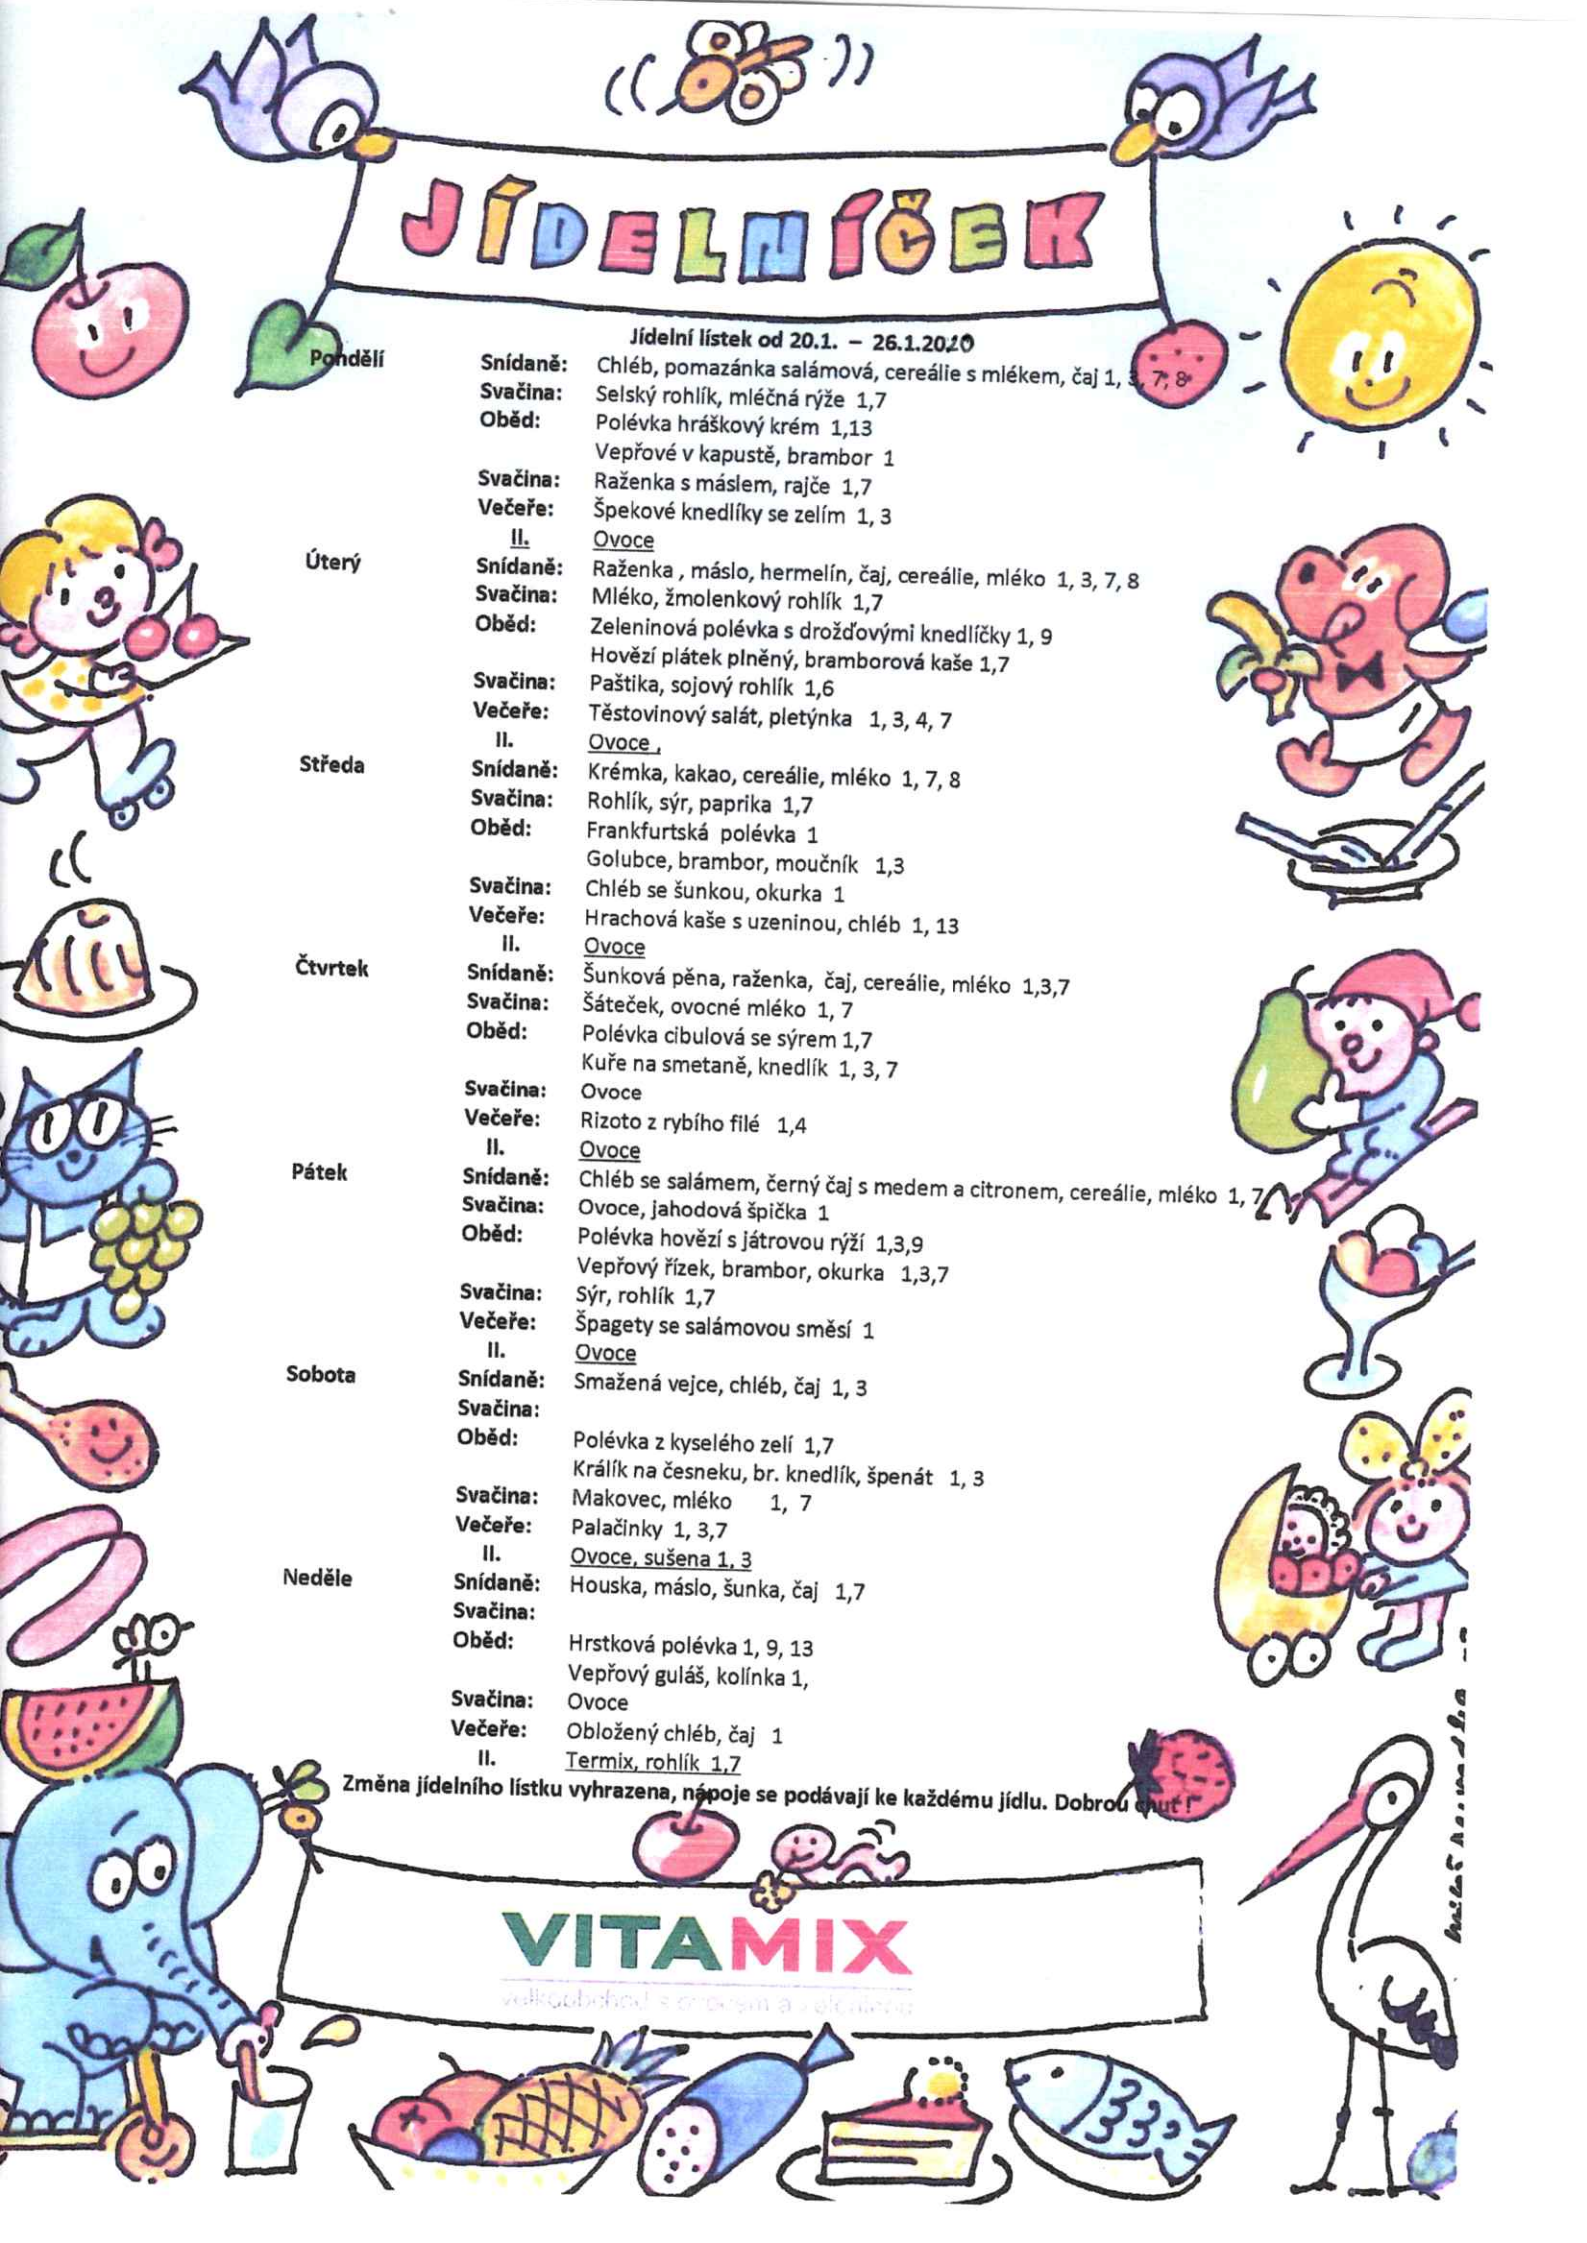 JÍDELNÍČEK
Jídelní lístek od 20.1. – 26.1.2020
Pondělí Snídaně: Chléb, pomazánka salámová, cereálie s mlékem, čaj 1, 3, 7, 8
Svačina: Selský rohlík, mléčná rýže 1,7
Oběd: Polévka hráškový krém 1,13
Vepřové v kapustě, brambor 1
Svačina: Raženka s máslem, rajče 1,7
Večeře: Špekové knedlíky se zelím 1, 3
II. Ovoce
Úterý Snídaně: Raženka , máslo, hermelín, čaj, cereálie, mléko 1, 3, 7, 8
Svačina: Mléko, žmolenkový rohlík 1,7
Oběd: Zeleninová polévka s drožďovými knedlíčky 1, 9
Hovězí plátek plněný, bramborová kaše 1,7
Svačina: Paštika, sojový rohlík 1,6
Večeře: Těstovinový salát, pletýnka 1, 3, 4, 7
II. Ovoce ,
Středa Snídaně: Krémka, kakao, cereálie, mléko 1, 7, 8
Svačina: Rohlík, sýr, paprika 1,7
Oběd: Frankfurtská polévka 1
Golubce, brambor, moučník 1,3
Svačina: Chléb se šunkou, okurka 1
Večeře: Hrachová kaše s uzeninou, chléb 1, 13
II. Ovoce
Čtvrtek Snídaně: Šunková pěna, raženka, čaj, cereálie, mléko 1,3,7
Svačina: Šáteček, ovocné mléko 1, 7
Oběd: Polévka cibulová se sýrem 1,7
Kuře na smetaně, knedlík 1, 3, 7
Svačina: Ovoce
Večeře: Rizoto z rybího filé 1,4
II. Ovoce
Pátek Snídaně: Chléb se salámem, černý čaj s medem a citronem, cereálie, mléko 1, 7
Svačina: Ovoce, jahodová špička 1
Oběd: Polévka hovězí s játrovou rýží 1,3,9
Vepřový řízek, brambor, okurka 1,3,7
Svačina: Sýr, rohlík 1,7
Večeře: Špagety se salámovou směsí 1
II. Ovoce
Sobota Snídaně: Smažená vejce, chléb, čaj 1, 3
Svačina:
Oběd: Polévka z kyselého zelí 1,7
Králík na česneku, br. knedlík, špenát 1, 3
Svačina: Makovec, mléko 1, 7
Večeře: Palačinky 1, 3,7
II. Ovoce, sušena 1, 3
Neděle Snídaně: Houska, máslo, šunka, čaj 1,7
Svačina:
Oběd: Hrstková polévka 1, 9, 13
Vepřový guláš, kolínka 1,
Svačina: Ovoce
Večeře: Obložený chléb, čaj 1
II. Termix, rohlík 1,7
Změna jídelního lístku vyhrazena, nápoje se podávají ke každému jídlu. Dobrou chuť !
VITAMIX
velkoobchod s ovocem a zeleninou